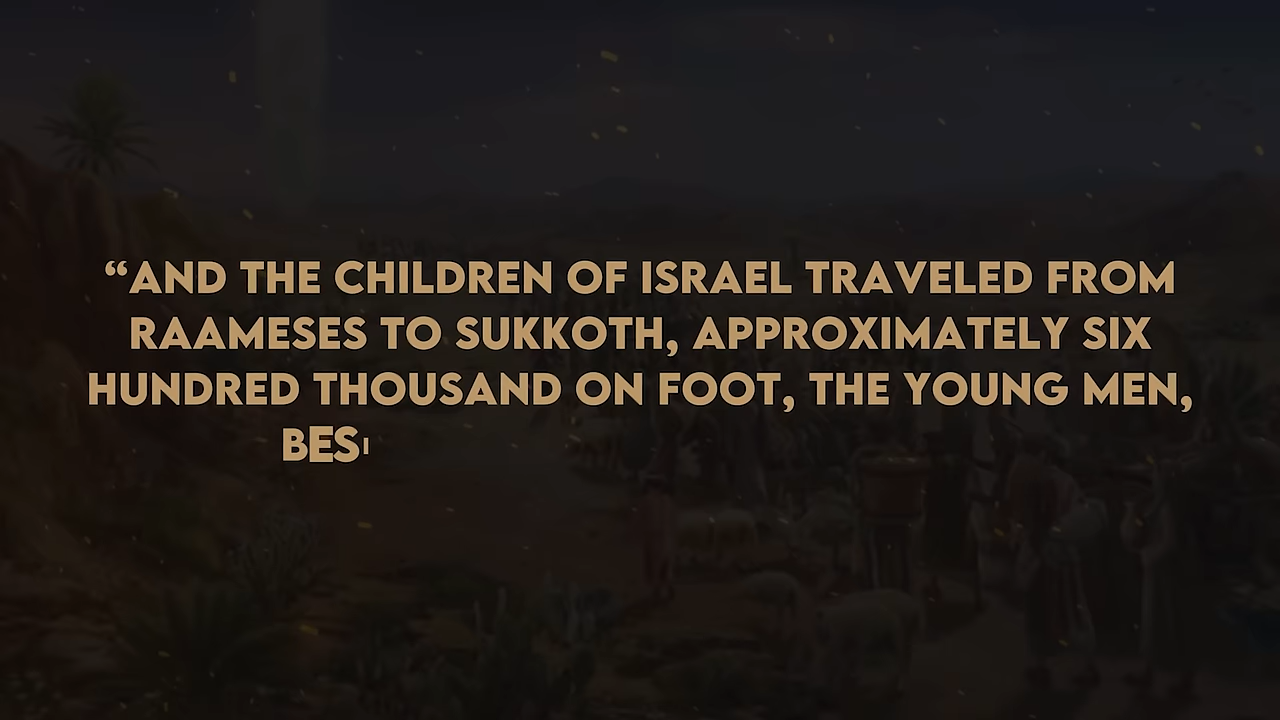 “AND THE CHILDREN OF ISRAEL TRAVELED FROM
RAAMESES TO SUKKOTH, APPROXIMATELY SIX
HUNDRED THOUSAND ON FOOT, THE YOUNG MEN,
BES